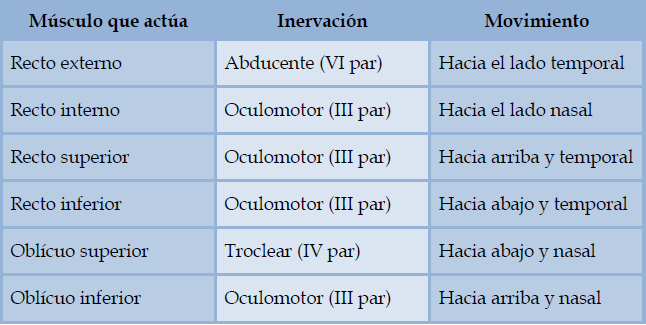 Músculo que actúa Inervación Movimiento
Recto externo Abducente (VI par) Hacia el lado temporal
Recto interno Oculomotor (III par) Hacia el lado nasal
Recto superior Oculomotor (III par) Hacia arriba y temporal
Recto inferior Oculomotor (III par) Hacia abajo y temporal
Oblícuo superior Troclear (IV par) Hacia abajo y nasal
Oblícuo inferior Oculomotor (III par) Hacia arriba y nasal